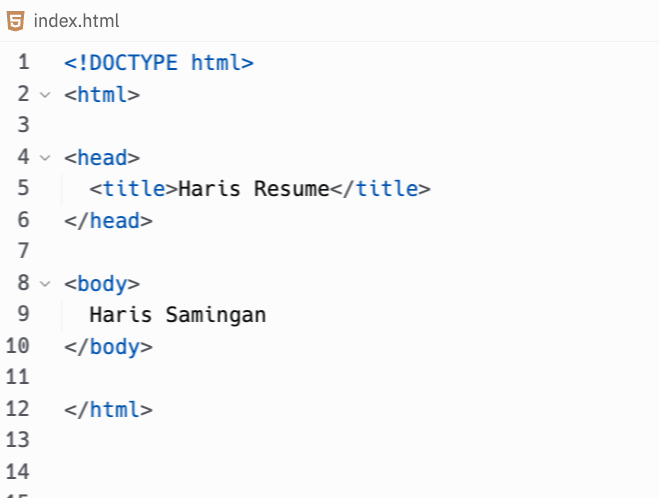 index.html
1 <!DOCTYPE html>
2 <html>
3
4 <head>
5 <title>Haris Resume</title>
6 </head>
7
8 <body>
9 Haris Samingan
10 </body>
11
12 </html>
13
14